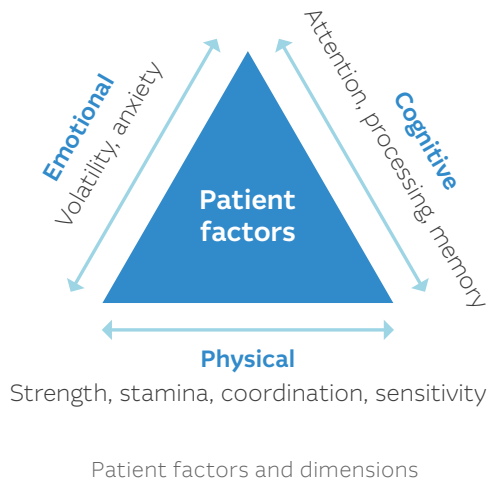 Emotional
Volatility, anxiety
Cognitive
Attention, processing, memory
Patient
factors
Physical
Strength, stamina, coordination, sensitivity
Patient factors and dimensions